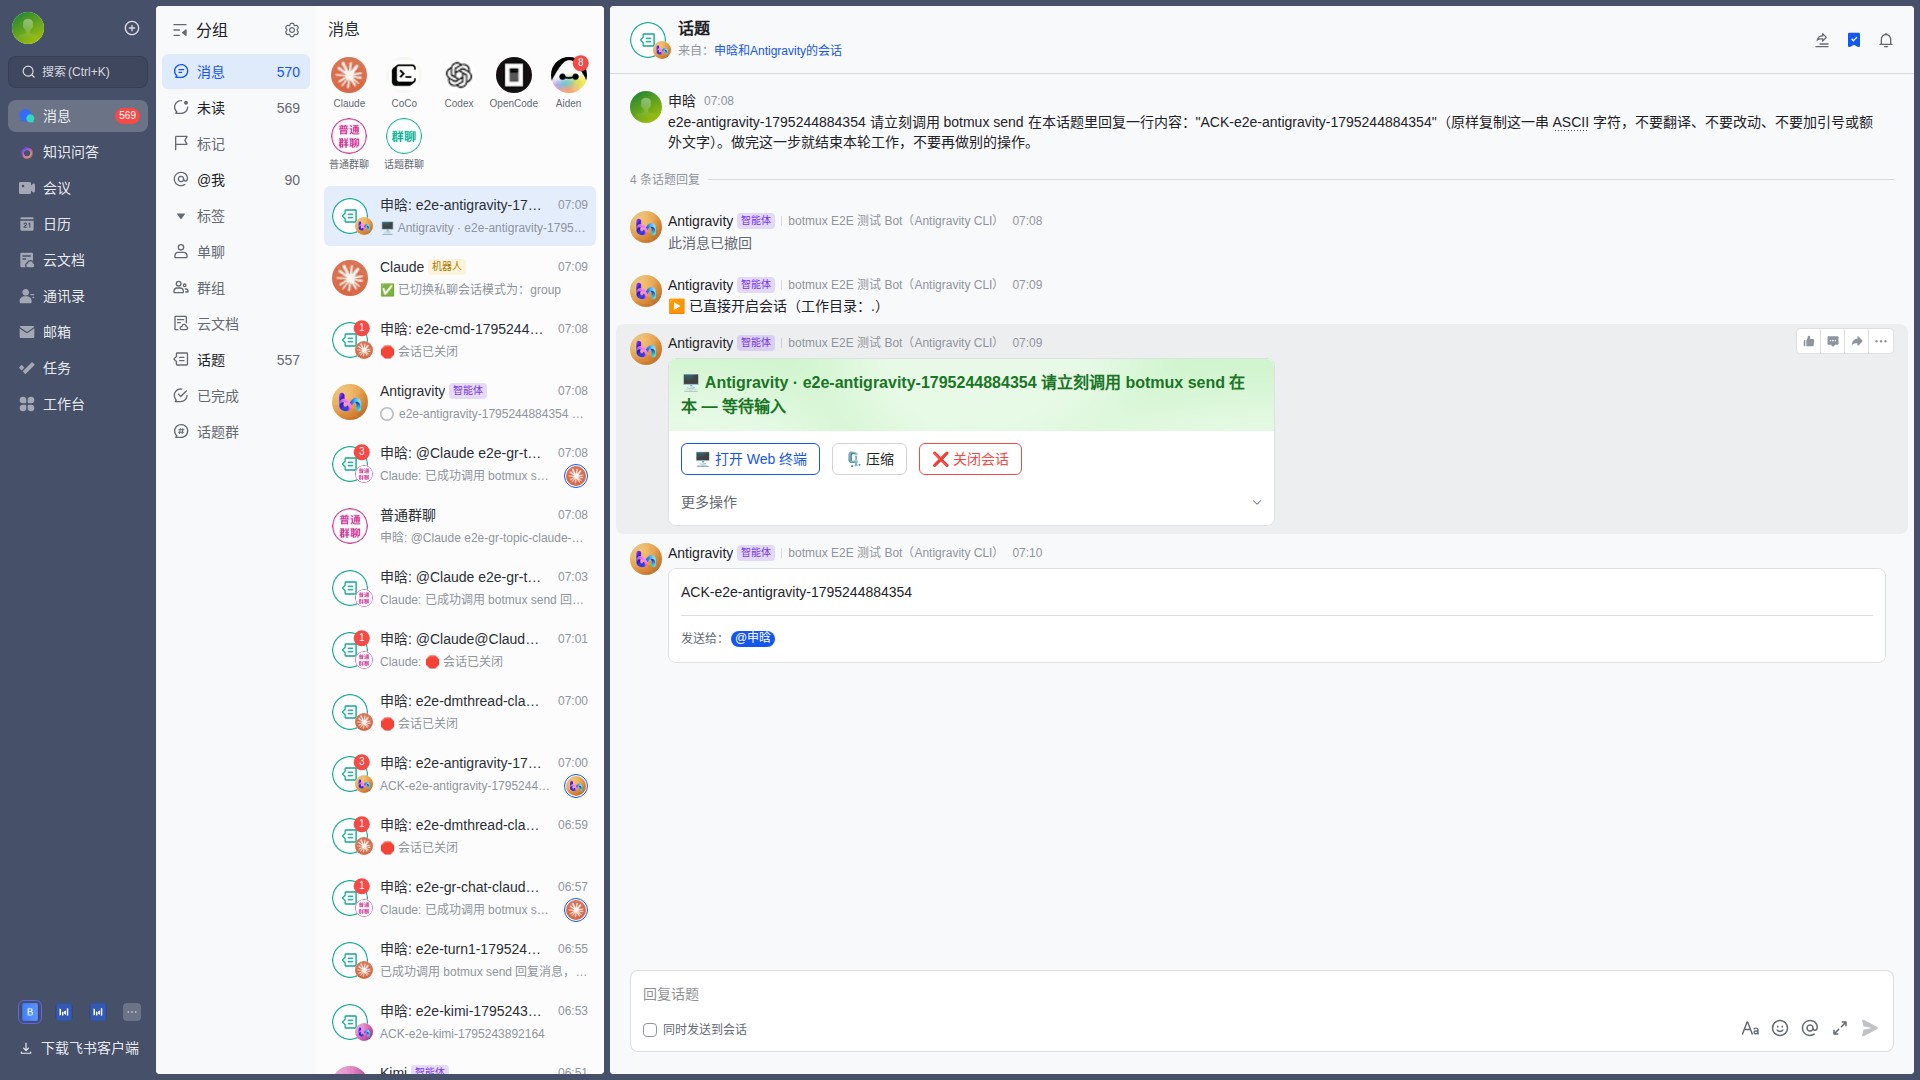 搜索 (Ctrl+K)
消息 569
知识问答
会议
日历
云文档
通讯录
邮箱
任务
工作台
下载飞书客户端
分组
消息 570
未读 569
标记
@我 90
标签
单聊
群组
云文档
话题 557
已完成
话题群
消息
Claude CoCo Codex OpenCode Aiden 8
普通群聊 群聊
普通群聊 话题群聊
申晗: e2e-antigravity-17… 07:09
Antigravity · e2e-antigravity-1795…
Claude 机器人 07:09
已切换私聊会话模式为：group
1 申晗: e2e-cmd-1795244… 07:08
会话已关闭
Antigravity 智能体 07:08
e2e-antigravity-1795244884354 …
3 申晗: @Claude e2e-gr-t… 07:08
Claude: 已成功调用 botmux s…
普通群聊 普通群聊 07:08
申晗: @Claude e2e-gr-topic-claude-…
申晗: @Claude e2e-gr-t… 07:03
Claude: 已成功调用 botmux send 回…
1 申晗: @Claude@Claud… 07:01
Claude: 会话已关闭
申晗: e2e-dmthread-cla… 07:00
会话已关闭
3 申晗: e2e-antigravity-17… 07:00
ACK-e2e-antigravity-1795244…
1 申晗: e2e-dmthread-cla… 06:59
会话已关闭
1 申晗: e2e-gr-chat-claud… 06:57
Claude: 已成功调用 botmux s…
申晗: e2e-turn1-179524… 06:55
已成功调用 botmux send 回复消息，…
申晗: e2e-kimi-1795243… 06:53
ACK-e2e-kimi-1795243892164
Kimi 智能体 06:51
话题
来自：申晗和Antigravity的会话
申晗 07:08
e2e-antigravity-1795244884354 请立刻调用 botmux send 在本话题里回复一行内容："ACK-e2e-antigravity-1795244884354"（原样复制这一串 ASCII 字符，不要翻译、不要改动、不要加引号或额
外文字）。做完这一步就结束本轮工作，不要再做别的操作。
4 条话题回复
Antigravity 智能体 botmux E2E 测试 Bot（Antigravity CLI） 07:08
此消息已撤回
Antigravity 智能体 botmux E2E 测试 Bot（Antigravity CLI） 07:09
已直接开启会话（工作目录：.）
Antigravity 智能体 botmux E2E 测试 Bot（Antigravity CLI） 07:09
Antigravity · e2e-antigravity-1795244884354 请立刻调用 botmux send 在
本 — 等待输入
打开 Web 终端 压缩 关闭会话
更多操作
Antigravity 智能体 botmux E2E 测试 Bot（Antigravity CLI） 07:10
ACK-e2e-antigravity-1795244884354
发送给：@申晗
回复话题
同时发送到会话